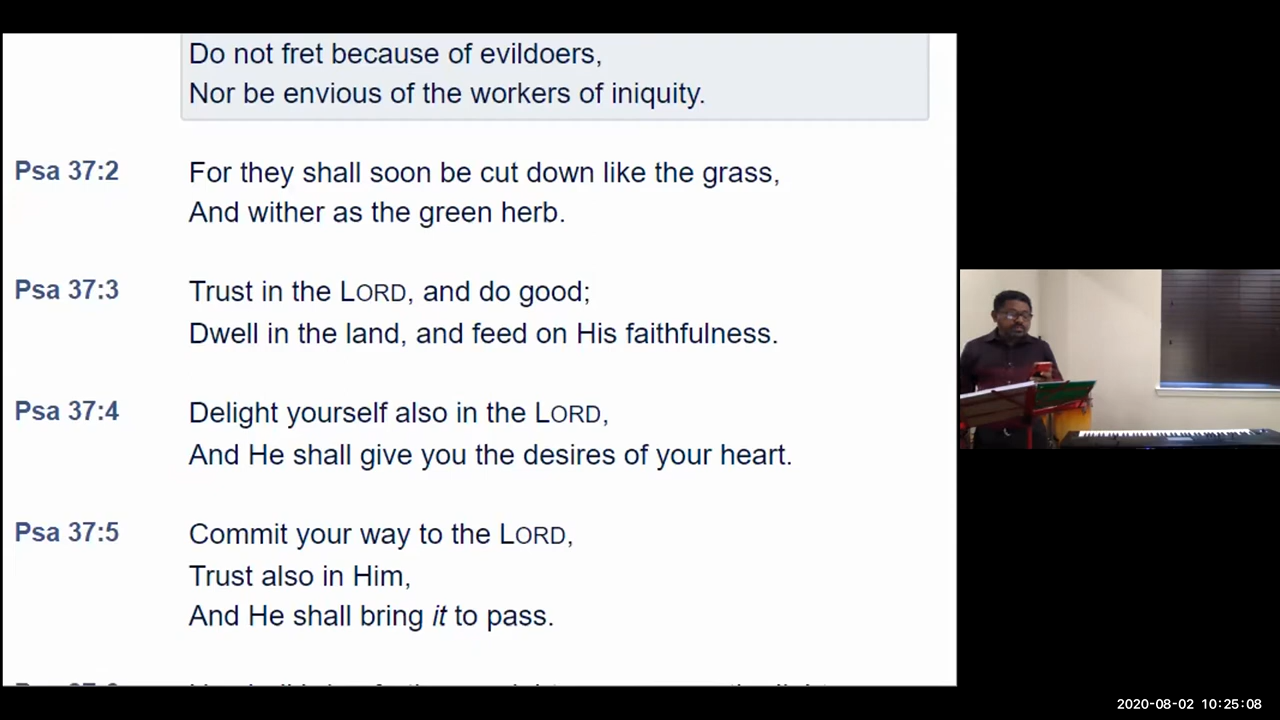 Do not fret because of evildoers,
Nor be envious of the workers of iniquity.
Psa 37:2 For they shall soon be cut down like the grass,
And wither as the green herb.
Psa 37:3 Trust in the LORD, and do good;
Dwell in the land, and feed on His faithfulness.
Psa 37:4 Delight yourself also in the LORD,
And He shall give you the desires of your heart.
Psa 37:5 Commit your way to the LORD,
Trust also in Him,
And He shall bring it to pass.
2020-08-02 10:25:08